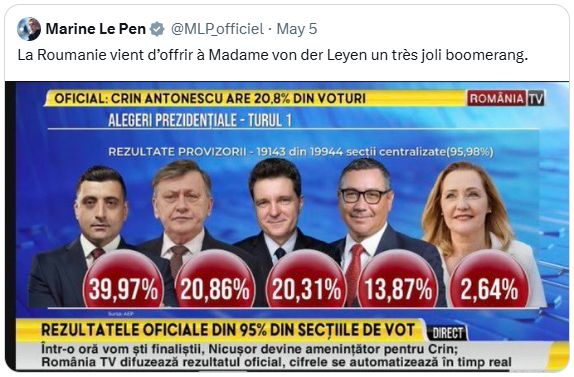 Marine Le Pen @MLP_officiel · May 5
La Roumanie vient d’offrir à Madame von der Leyen un très joli boomerang.
OFICIAL: CRIN ANTONESCU ARE 20,8% DIN VOTURI
ROMÂNIA TV
ALEGERI PREZIDENȚIALE - TURUL 1
REZULTATE PROVIZORII - 19143 din 19944 secții centralizate(95,98%)
39,97% 20,86% 20,31% 13,87% 2,64%
Sursa: AEP
REZULTATELE OFICIALE DIN 95% DIN SECȚIILE DE VOT DIRECT
Într-o oră vom ști finaliștii, Nicușor devine amenințător pentru Crin;
România TV difuzează rezultatul oficial, cifrele se automatizează în timp real